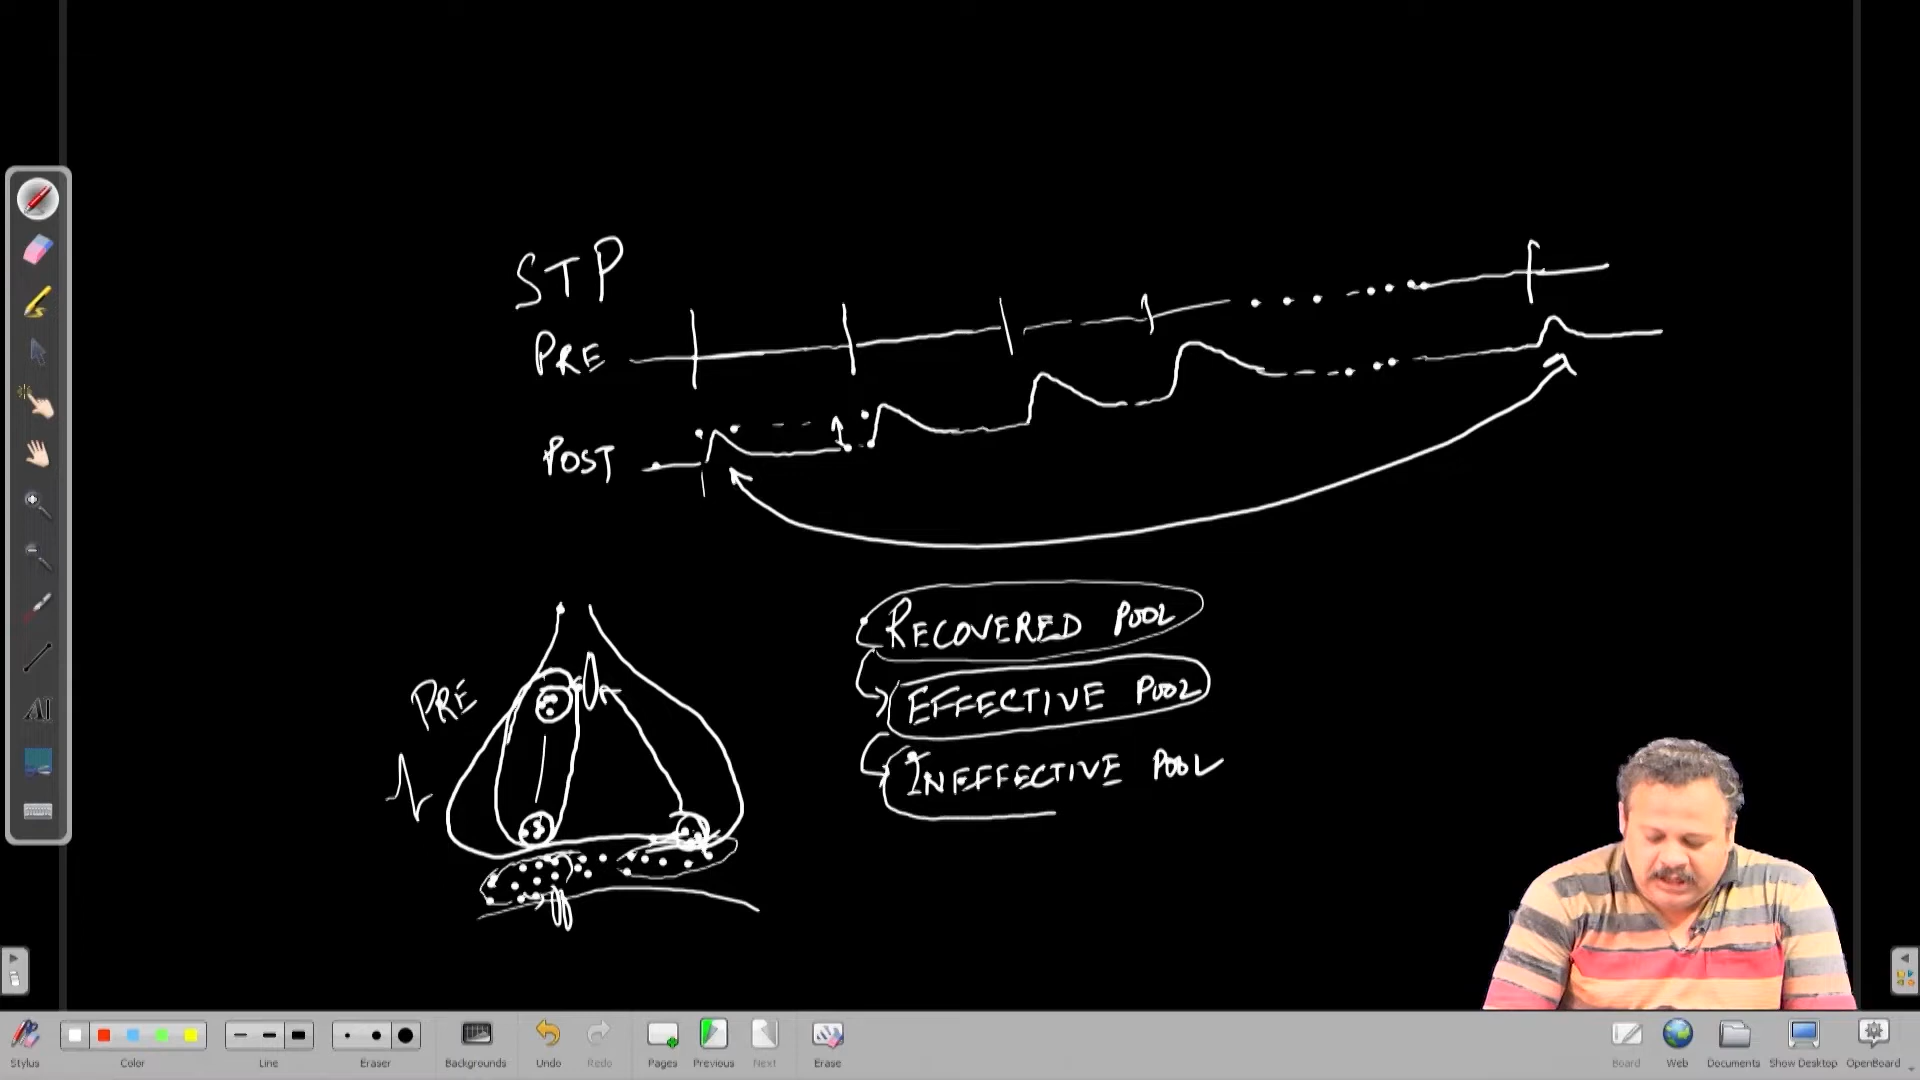 STP
PRE
POST
RECOVERED POOL
PRE
EFFECTIVE POOL
INEFFECTIVE POOL
Stylus
Color
Line
Eraser
Backgrounds
Undo
Redo
Pages
Previous
Next
Erase
Board
Web
Documents
Show Desktop
OpenBoard